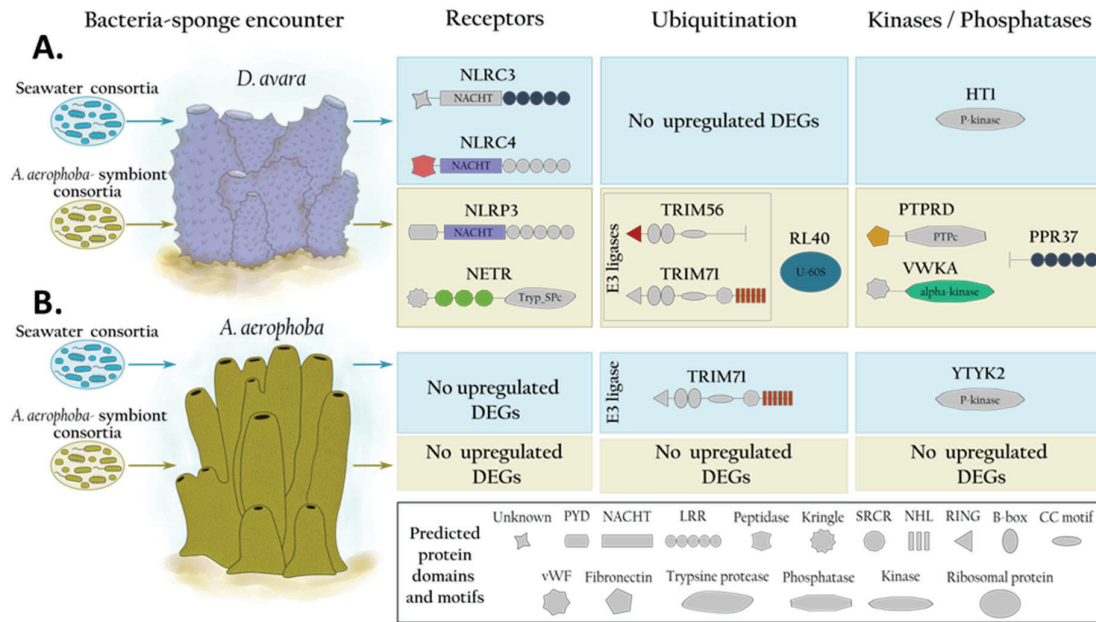 Bacteria-sponge encounter
Receptors
Ubiquitination
Kinases / Phosphatases
A.
D. avara
Seawater consortia
A. aerophoba- symbiont
consortia
NLRC3
NACHT
NLRC4
NACHT
No upregulated DEGs
HT1
P-kinase
NLRP3
NACHT
NETR
Tryp_SPc
E3 ligases
TRIM56
TRIM71
RL40
U-60S
PTPRD
PTPc
VWKA
alpha-kinase
PPR37
B.
A. aerophoba
Seawater consortia
A. aerophoba- symbiont
consortia
No upregulated
DEGs
E3 ligase
TRIM71
YTYK2
P-kinase
No upregulated
DEGs
No upregulated
DEGs
No upregulated
DEGs
Predicted
protein
domains
and motifs
Unknown PYD NACHT LRR Peptidase Kringle SRCR NHL RING B-box CC motif
vWF Fibronectin Trypsine protease Phosphatase Kinase Ribosomal protein